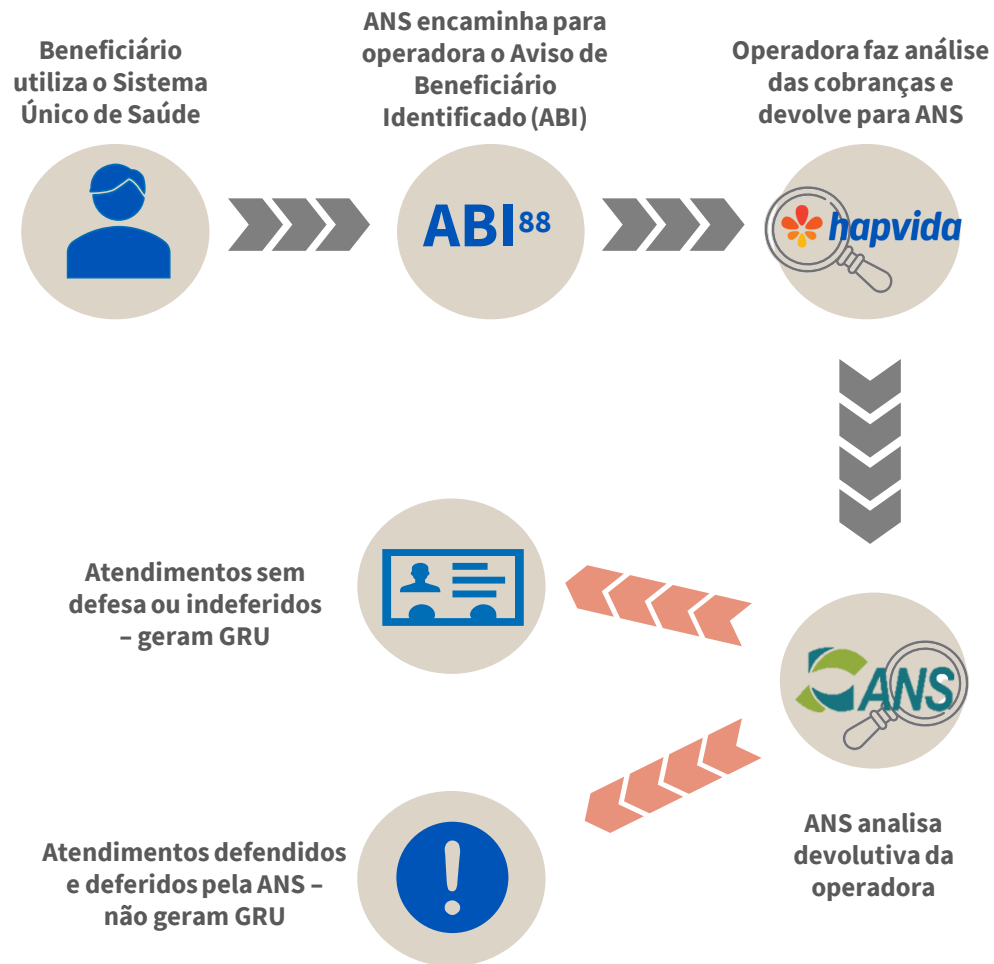 Beneficiário
utiliza o Sistema
Único de Saúde
ANS encaminha para
operadora o Aviso de
Beneficiário
Identificado (ABI)
Operadora faz análise
das cobranças e
devolve para ANS
ABI88
hapvida
Atendimentos sem
defesa ou indeferidos
– geram GRU
ANS
ANS analisa
devolutiva da
operadora
Atendimentos defendidos
e deferidos pela ANS –
não geram GRU